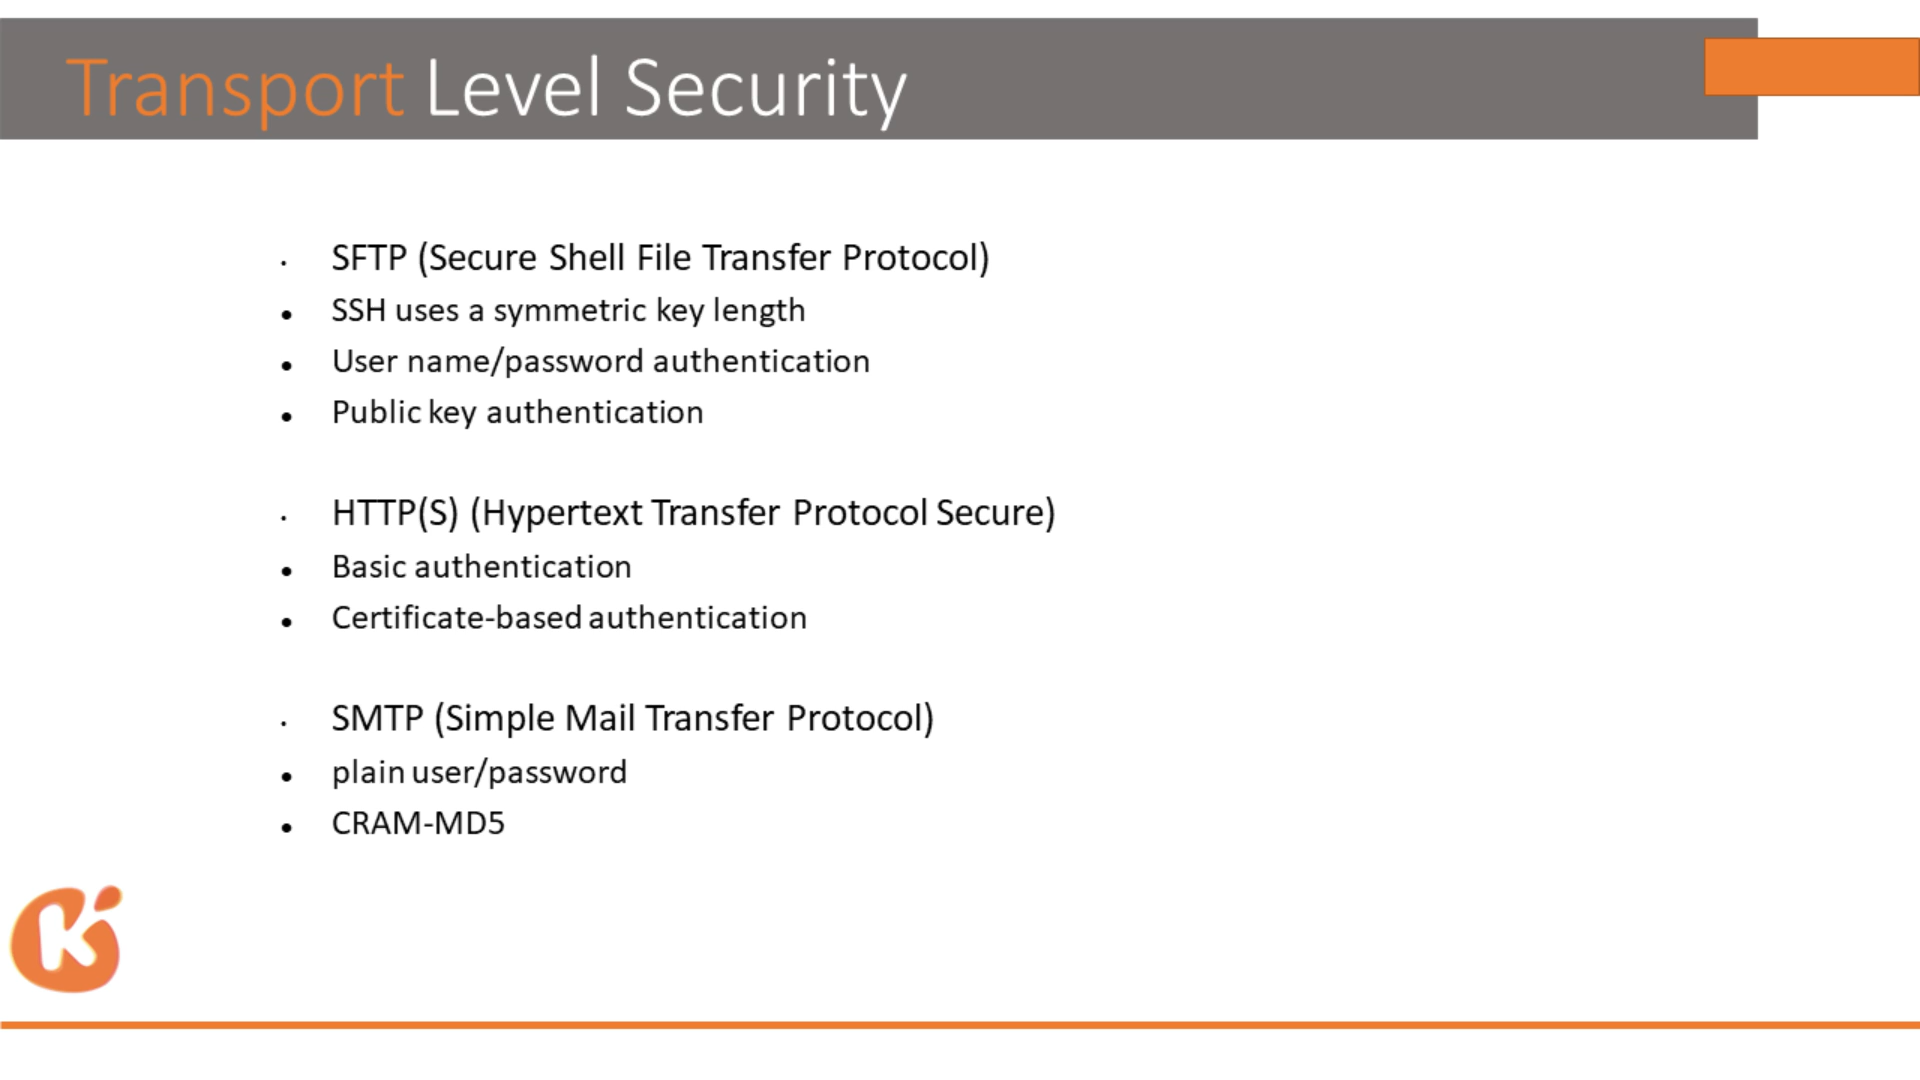 Transport Level Security
• SFTP (Secure Shell File Transfer Protocol)
• SSH uses a symmetric key length
• User name/password authentication
• Public key authentication
• HTTP(S) (Hypertext Transfer Protocol Secure)
• Basic authentication
• Certificate-based authentication
• SMTP (Simple Mail Transfer Protocol)
• plain user/password
• CRAM-MD5
K